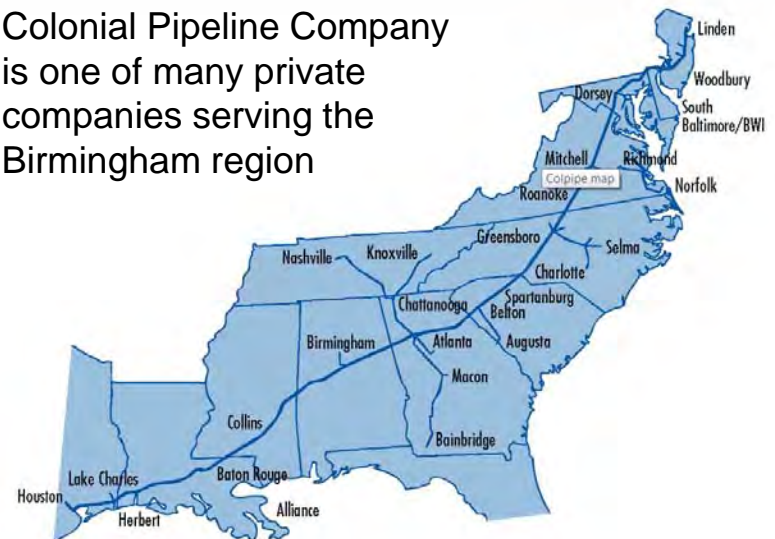 Colonial Pipeline Company
is one of many private
companies serving the
Birmingham region
Linden
Woodbury
Dorsey
South
Baltimore/BWI
Mitchell
Richmond
Colpipe map
Norfolk
Roanoke
Greensboro
Selma
Nashville
Knoxville
Charlotte
Chattanooga
Spartanburg
Belton
Birmingham
Atlanta
Augusta
Macon
Collins
Bainbridge
Lake Charles
Baton Rouge
Houston
Alliance
Herbert